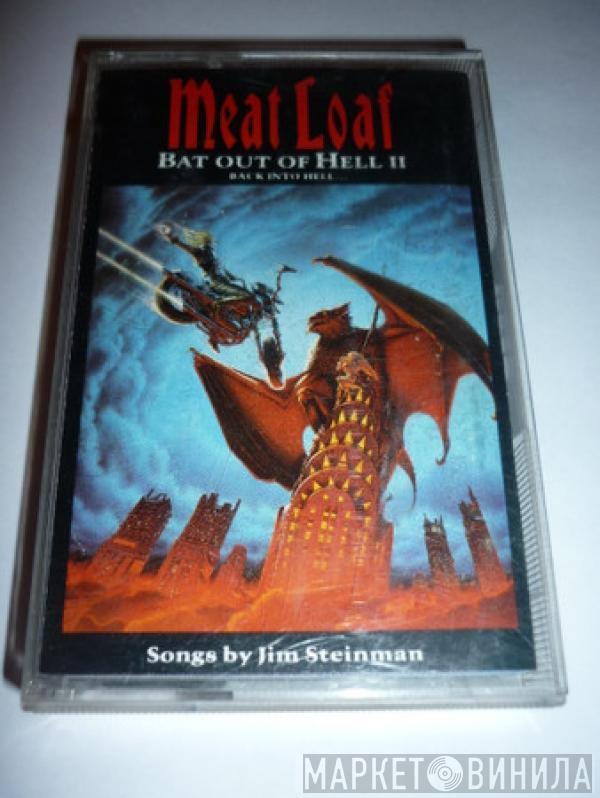 Meat Loaf
BAT OUT OF HELL II
BACK INTO HELL...
Songs by Jim Steinman
МАРКЕТ ВИНИЛА